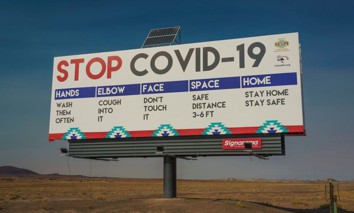 STOP COVID-19
HANDS ELBOW FACE SPACE HOME
WASH THEM OFTEN
COUGH INTO IT
DON'T TOUCH IT
SAFE DISTANCE 3-6 FT
STAY HOME STAY SAFE
Signarama